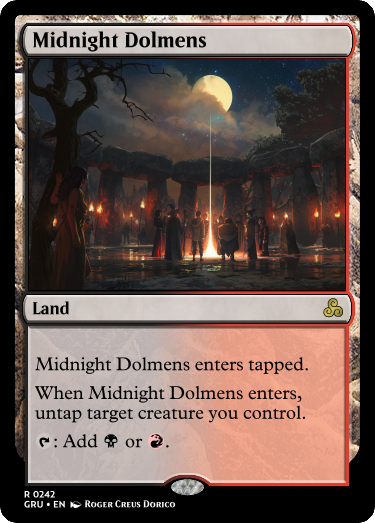 Midnight Dolmens
Land
Midnight Dolmens enters tapped.
When Midnight Dolmens enters,
untap target creature you control.
: Add or .
R 0242
GRU • EN Roger Creus Dorico